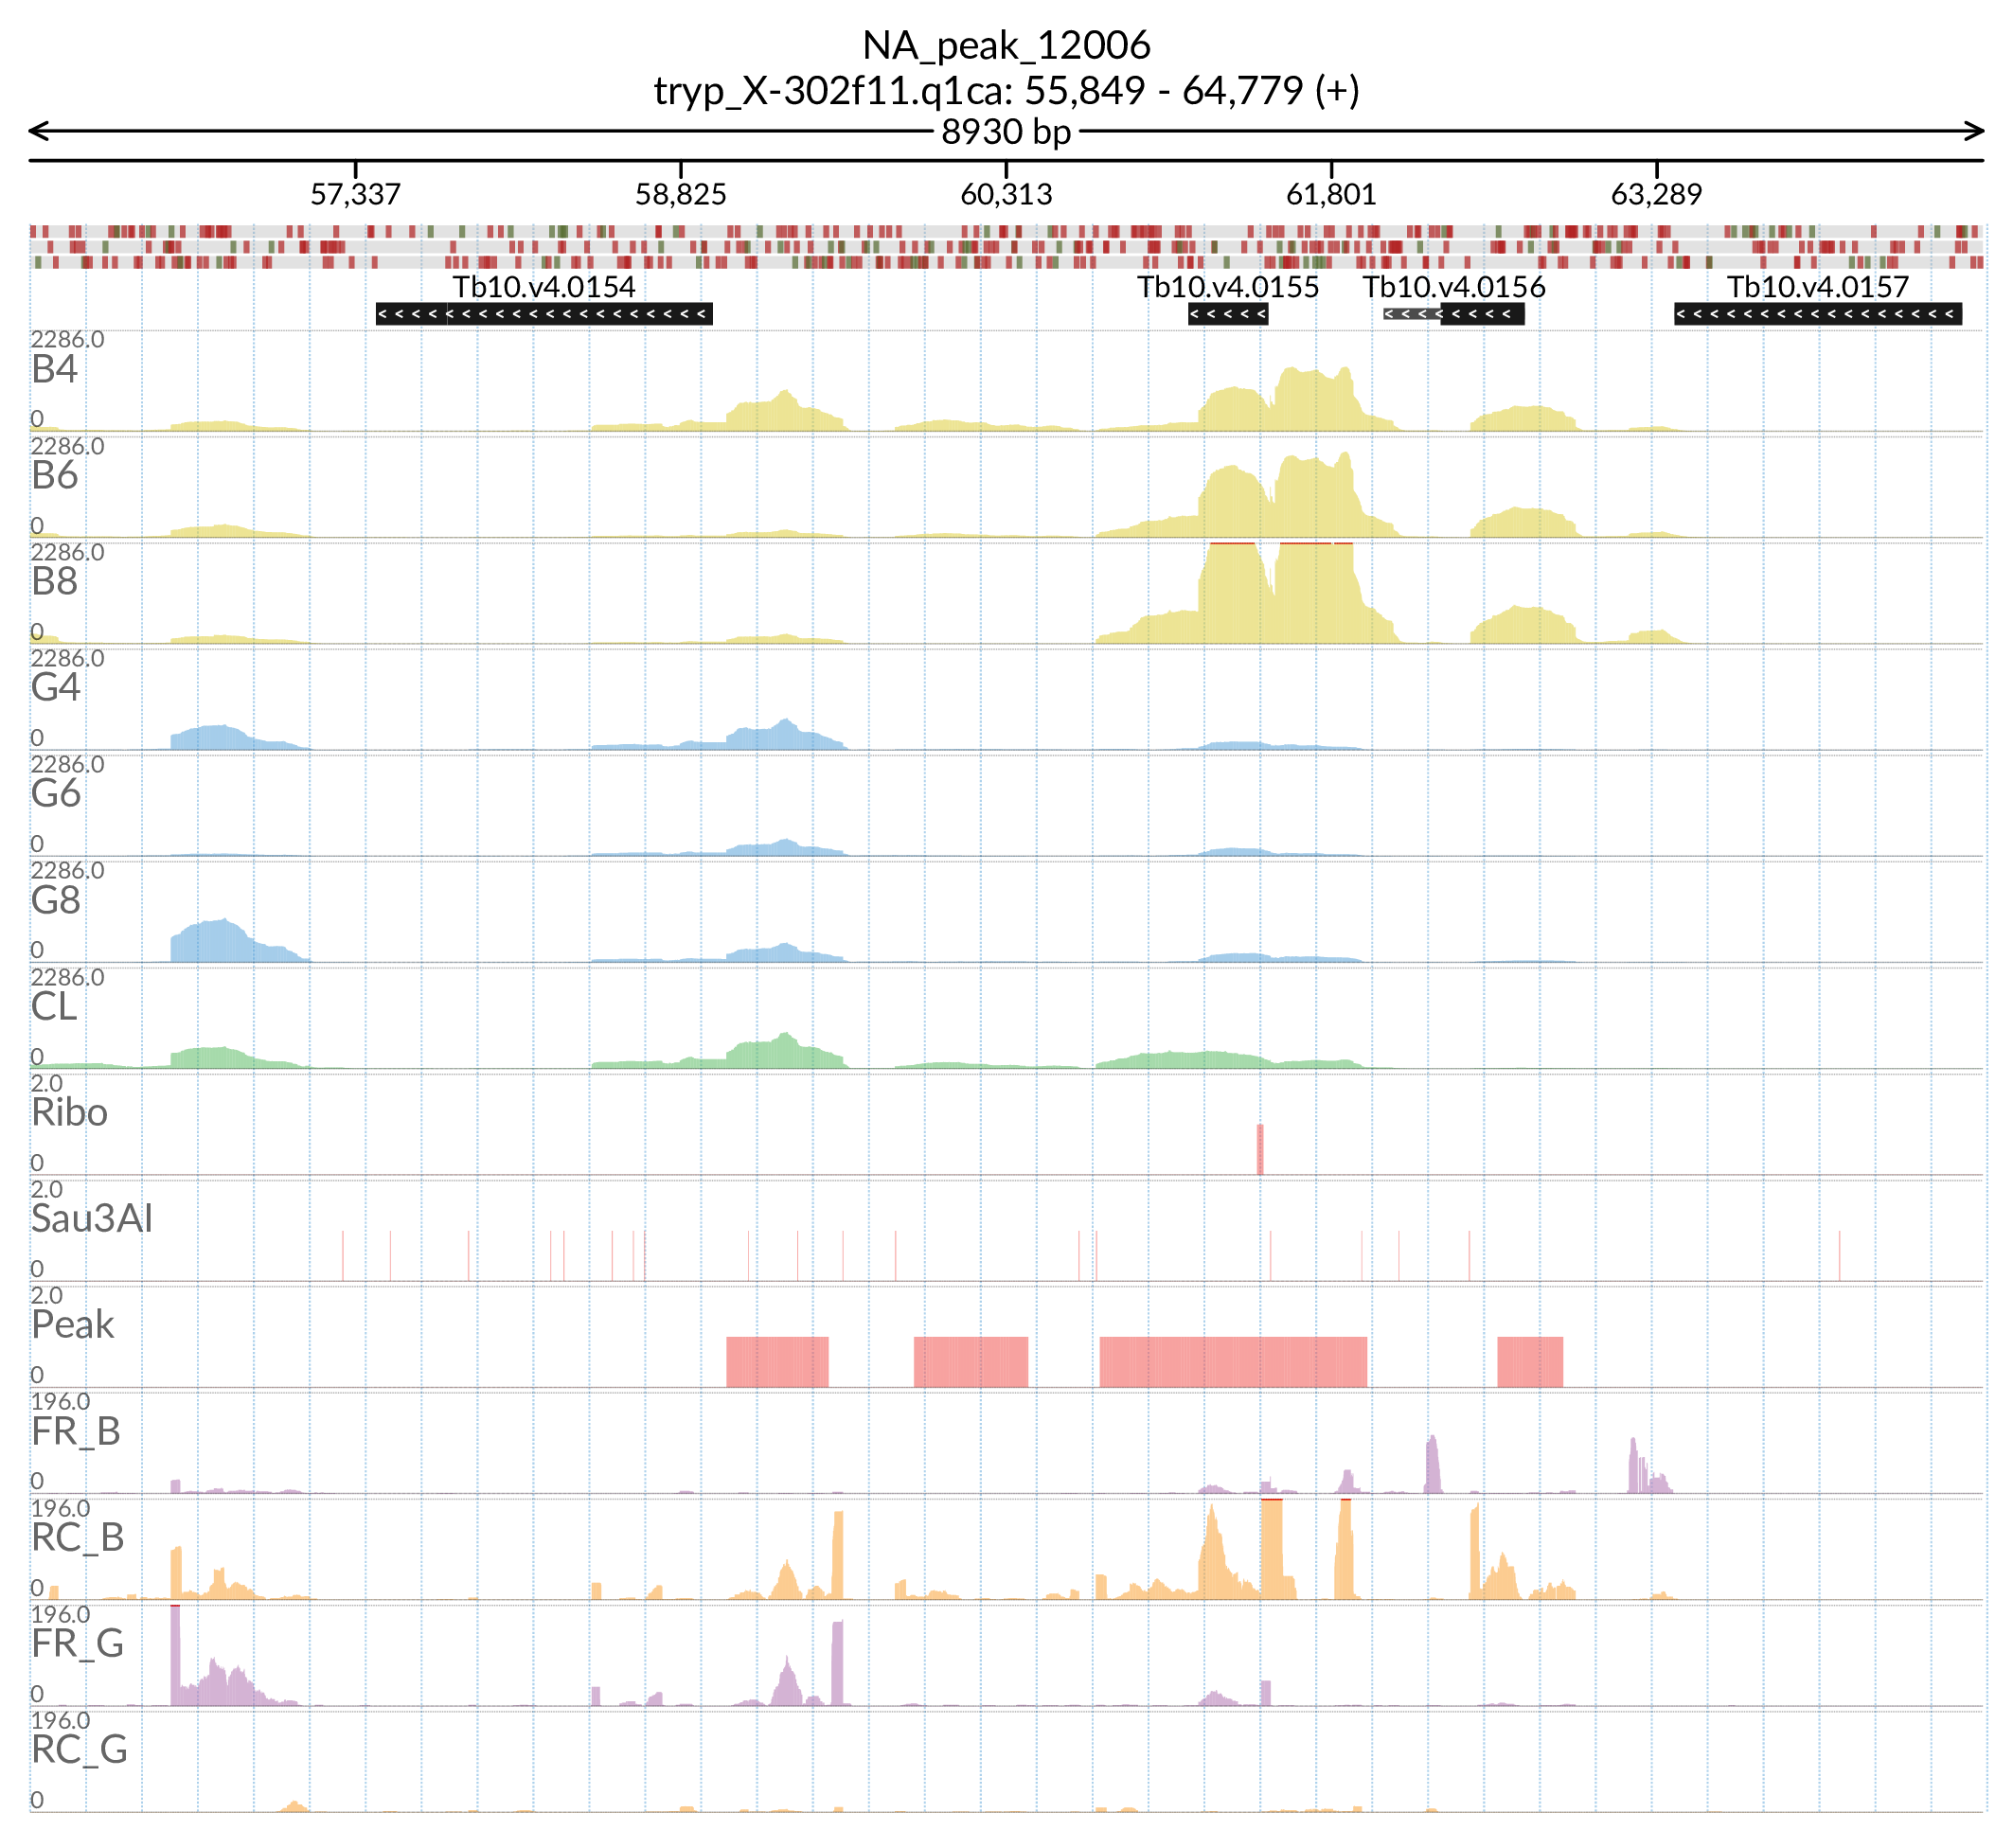 NA_peak_12006
tryp_X-302f11.q1ca: 55,849 - 64,779 (+)
8930 bp
57,337 58,825 60,313 61,801 63,289
Tb10.v4.0154 Tb10.v4.0155 Tb10.v4.0156 Tb10.v4.0157
2286.0
B4
0
2286.0
B6
0
2286.0
B8
0
2286.0
G4
0
2286.0
G6
0
2286.0
G8
0
2286.0
CL
0
2.0
Ribo
0
2.0
Sau3AI
0
2.0
Peak
0
196.0
FR_B
0
196.0
RC_B
0
196.0
FR_G
0
196.0
RC_G
0